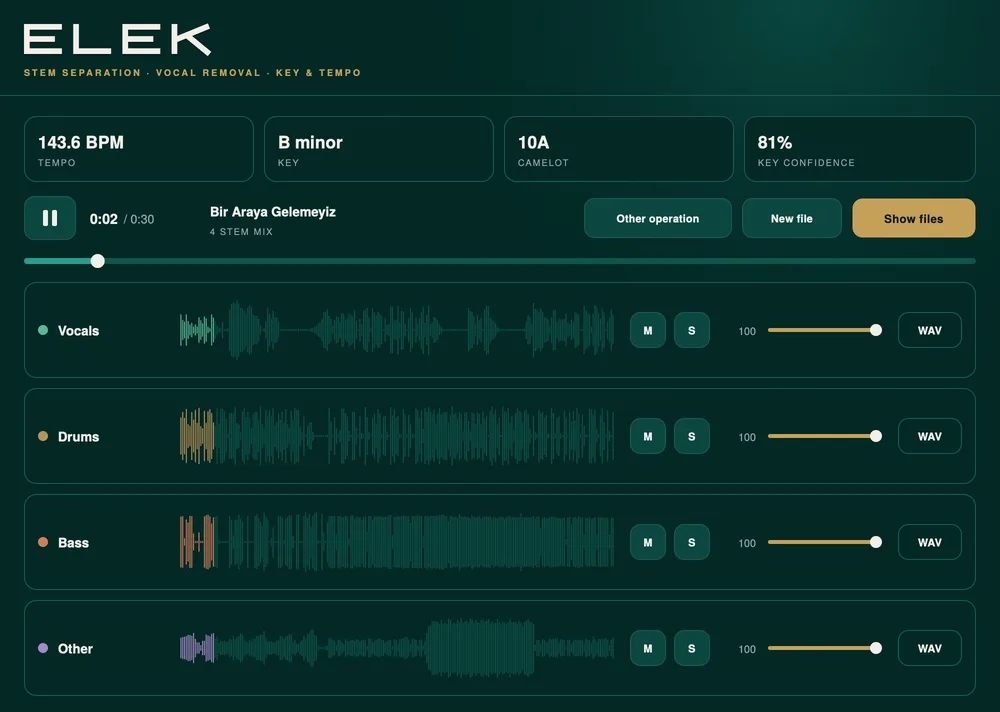 ELEK
STEM SEPARATION · VOCAL REMOVAL · KEY & TEMPO
143.6 BPM
TEMPO
B minor
KEY
10A
CAMELOT
81%
KEY CONFIDENCE
0:02 / 0:30
Bir Araya Gelemeyiz
4 STEM MIX
Other operation
New file
Show files
Vocals
M
S
100
WAV
Drums
M
S
100
WAV
Bass
M
S
100
WAV
Other
M
S
100
WAV